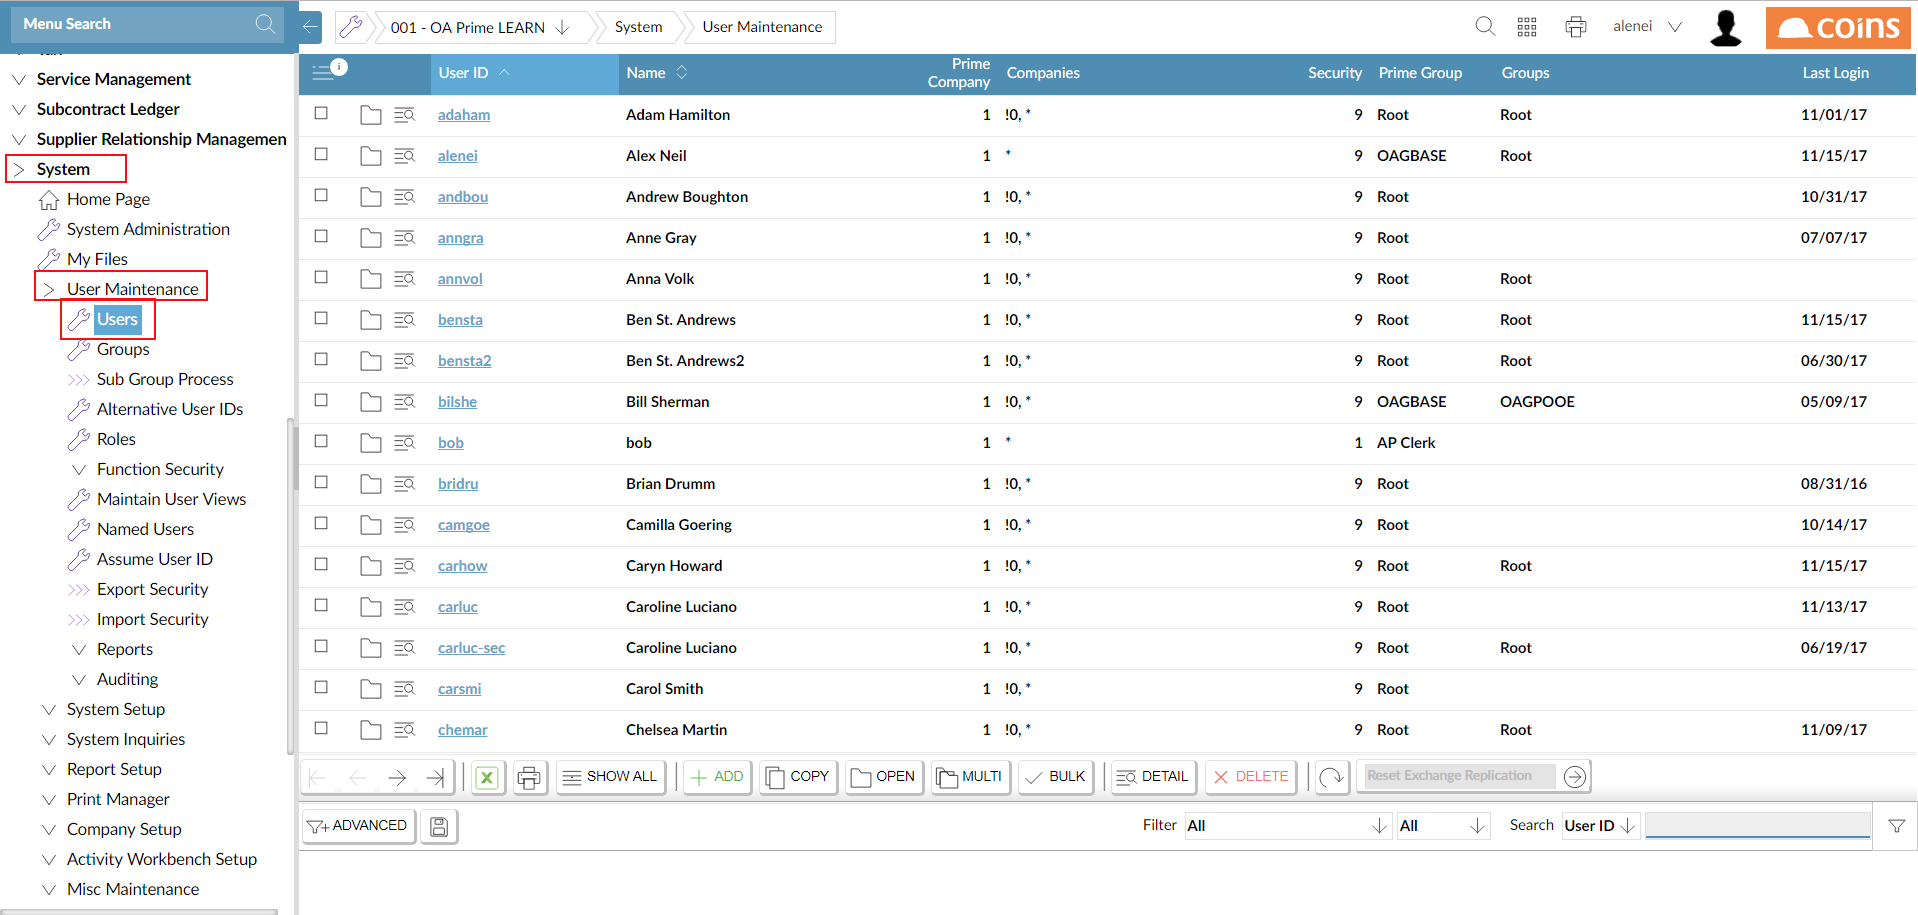 Menu Search
001 - OA Prime LEARN
System
User Maintenance
alenei
coins
Service Management
Subcontract Ledger
Supplier Relationship Managemen
System
Home Page
System Administration
My Files
User Maintenance
Users
Groups
Sub Group Process
Alternative User IDs
Roles
Function Security
Maintain User Views
Named Users
Assume User ID
Export Security
Import Security
Reports
Auditing
System Setup
System Inquiries
Report Setup
Print Manager
Company Setup
Activity Workbench Setup
Misc Maintenance
i User ID Name Prime Company Companies Security Prime Group Groups Last Login
adaham Adam Hamilton 1 !0, * 9 Root Root 11/01/17
alenei Alex Neil 1 * 9 OAGBASE Root 11/15/17
andbou Andrew Boughton 1 !0, * 9 Root 10/31/17
anngra Anne Gray 1 !0, * 9 Root 07/07/17
annvol Anna Volk 1 !0, * 9 Root Root
bensta Ben St. Andrews 1 !0, * 9 Root Root 11/15/17
bensta2 Ben St. Andrews2 1 !0, * 9 Root Root 06/30/17
bilshe Bill Sherman 1 !0, * 9 OAGBASE OAGPOOE 05/09/17
bob bob 1 * 1 AP Clerk
bridru Brian Drumm 1 !0, * 9 Root 08/31/16
camgoe Camilla Goering 1 !0, * 9 Root 10/14/17
carhow Caryn Howard 1 !0, * 9 Root Root 11/15/17
carluc Caroline Luciano 1 !0, * 9 Root 11/13/17
carluc-sec Caroline Luciano 1 !0, * 9 Root Root 06/19/17
carsmi Carol Smith 1 !0, * 9 Root
chemar Chelsea Martin 1 !0, * 9 Root Root 11/09/17
X SHOW ALL ADD COPY OPEN MULTI BULK DETAIL DELETE Reset Exchange Replication
ADVANCED Filter All All Search User ID